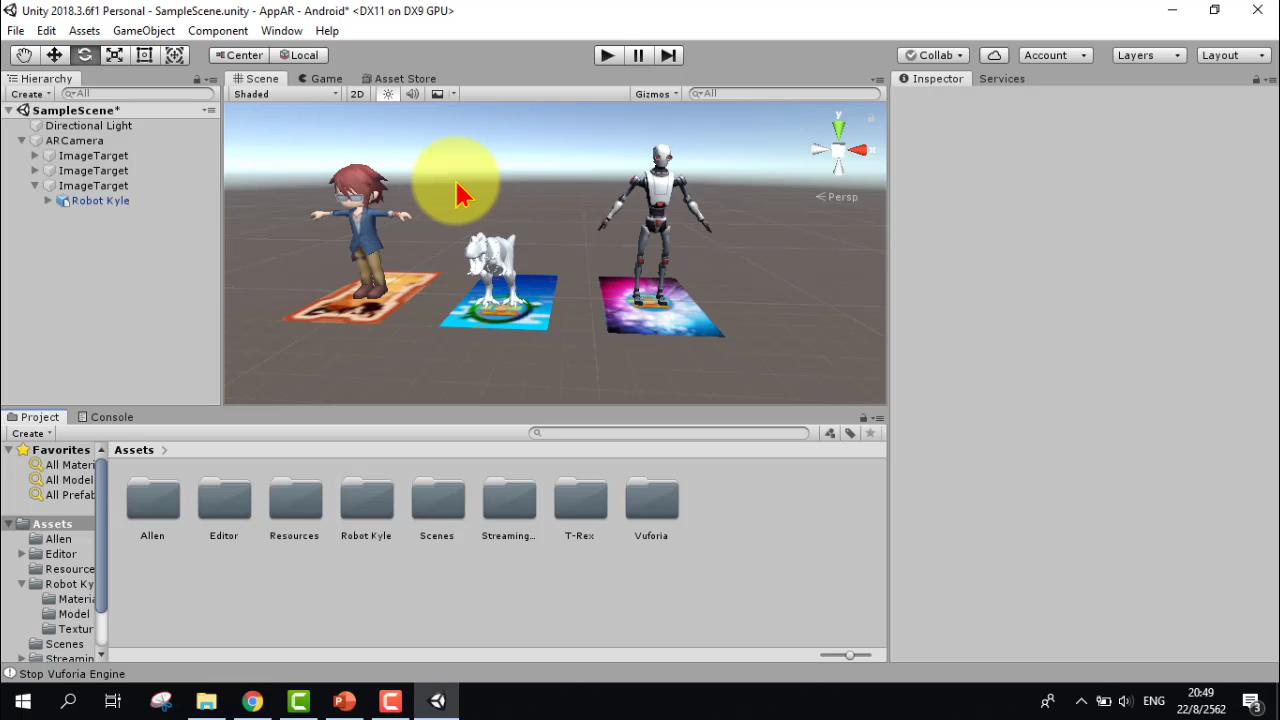 Unity 2018.3.6f1 Personal - SampleScene.unity - AppAR - Android* <DX11 on DX9 GPU>
File Edit Assets GameObject Component Window Help
Center Local Collab Account Layers Layout
Hierarchy Scene Game Asset Store Inspector Services
Create All Shaded 2D Gizmos All
SampleScene*
Directional Light
ARCamera
ImageTarget
ImageTarget
ImageTarget
Robot Kyle
y
x
Persp
Project Console
Create
Favorites
All Materi
All Model
All Prefab
Assets
Allen
Editor
Resource
Robot Ky
Materia
Model
Textur
Scenes
Streamin
Assets
Allen Editor Resources Robot Kyle Scenes Streaming... T-Rex Vuforia
Stop Vuforia Engine
ENG
20:49
22/8/2562
3